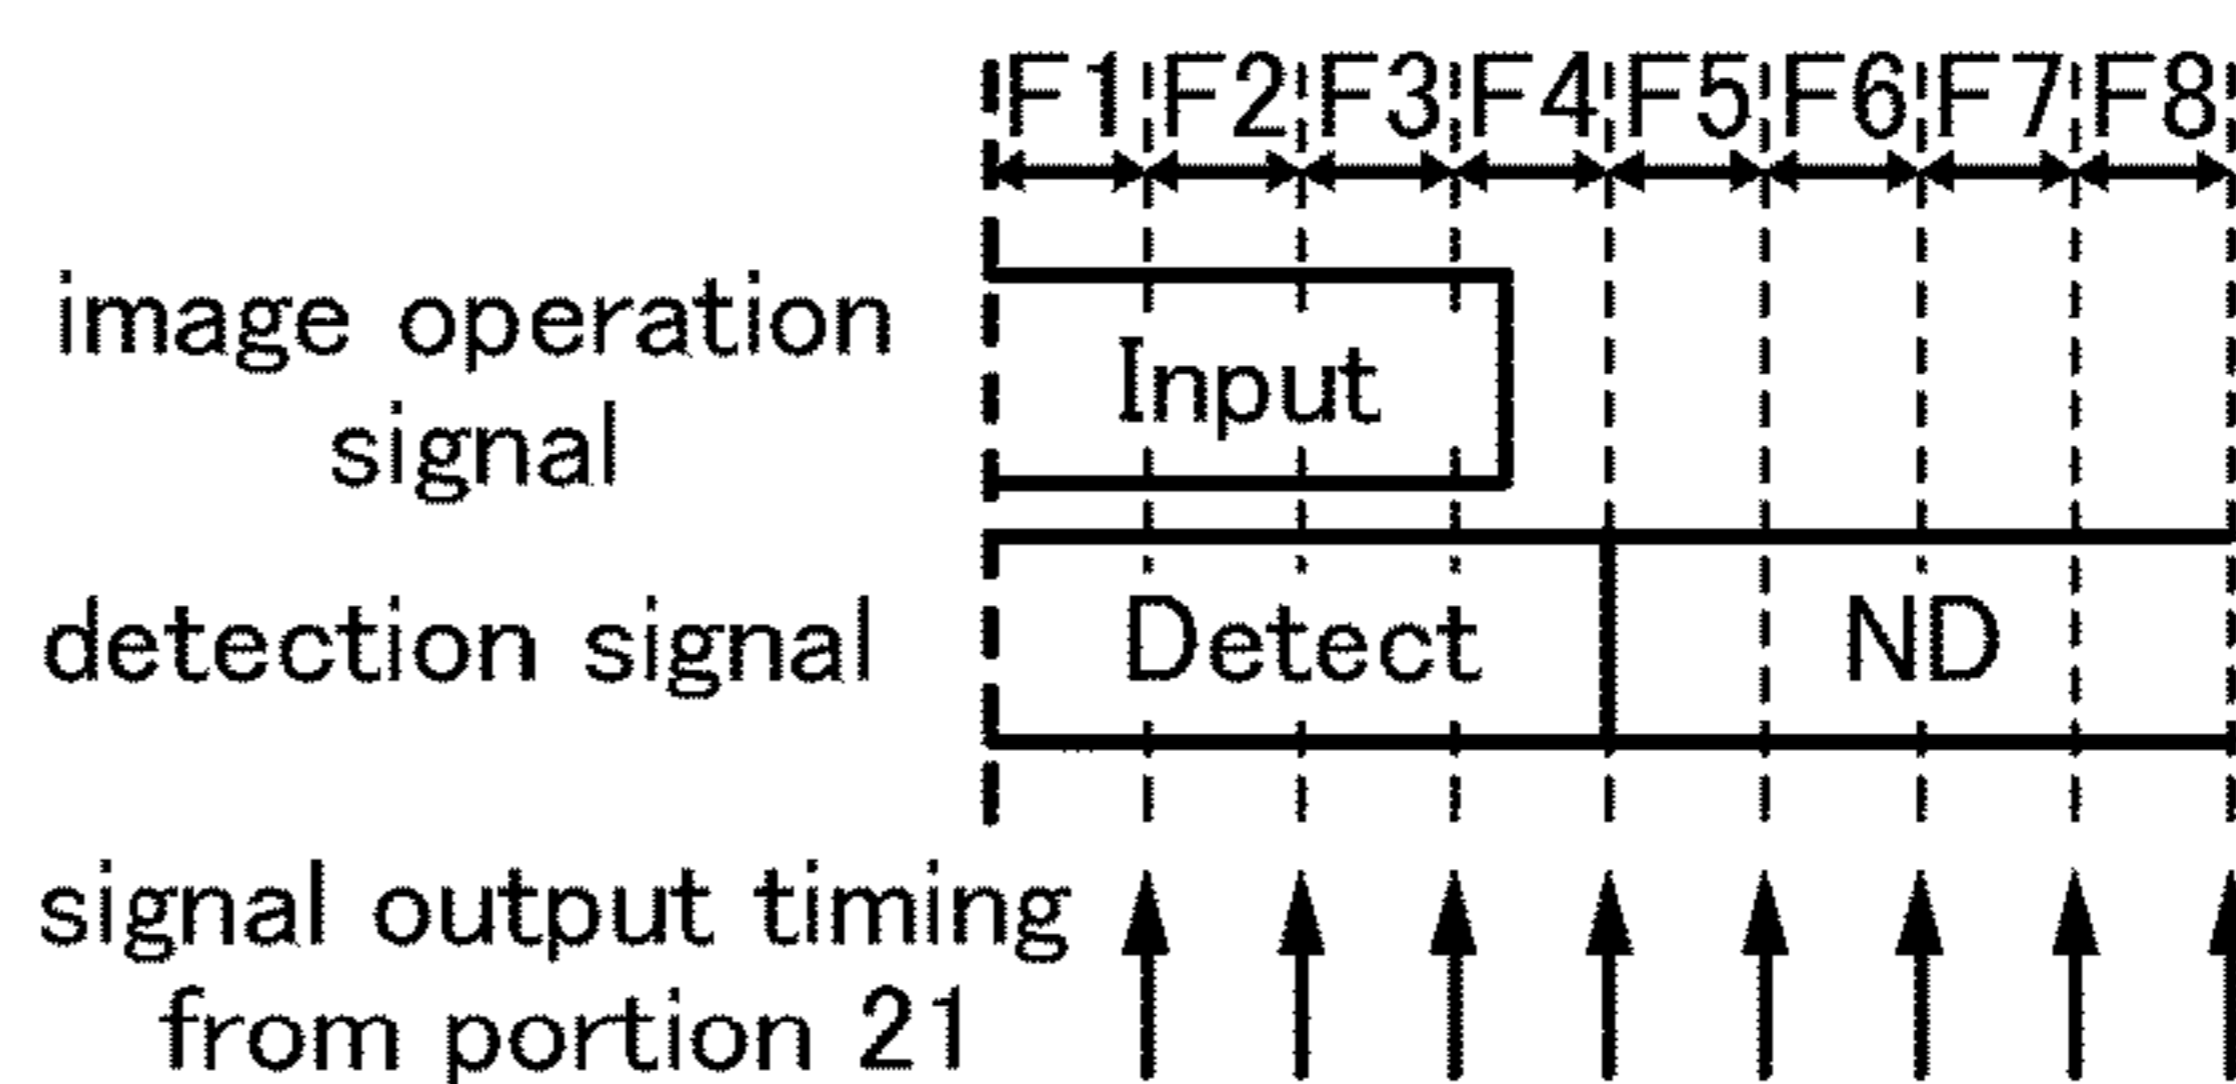 F1 F2 F3 F4 F5 F6 F7 F8
image operation
signal
Input
detection signal
Detect
ND
signal output timing
from portion 21